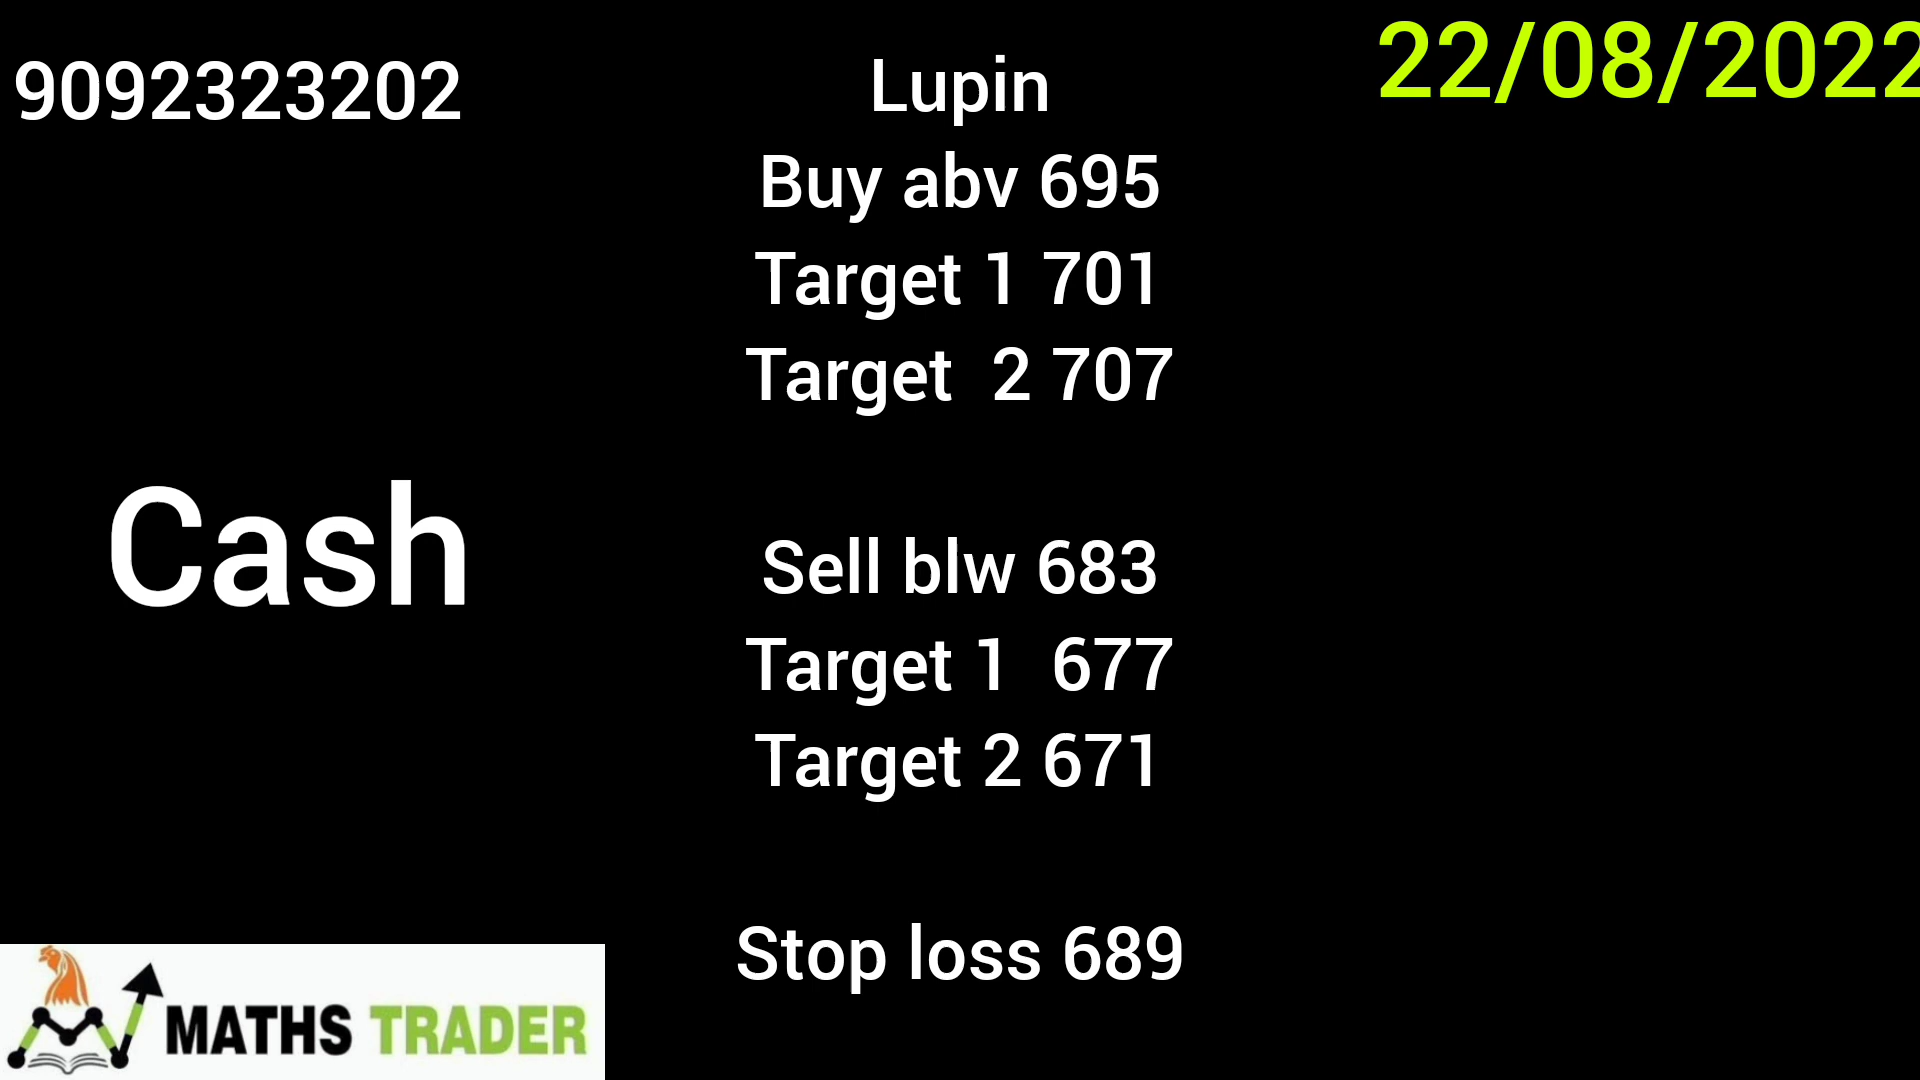 9092323202
22/08/2022
Lupin
Buy abv 695
Target 1 701
Target  2 707
Cash
Sell blw 683
Target 1  677
Target 2 671
Stop loss 689
MATHS TRADER